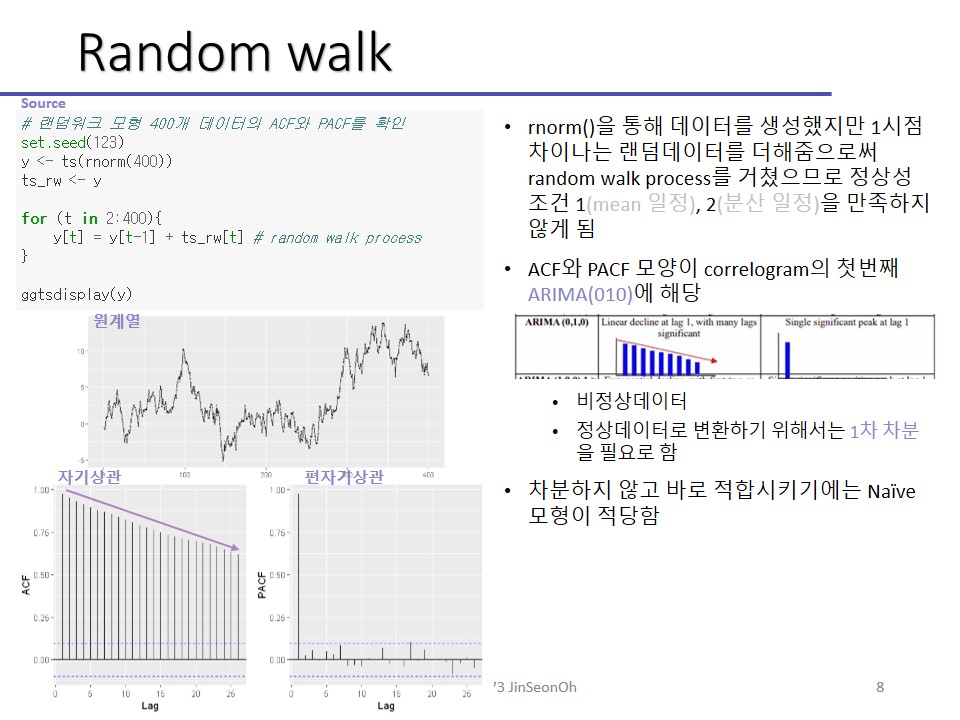 Random walk
Source
# 랜덤워크 모형 400개 데이터의 ACF와 PACF를 확인
set.seed(123)
y <- ts(rnorm(400))
ts_rw <- y
for (t in 2:400){
y[t] = y[t-1] + ts_rw[t] # random walk process
}
ggtsdisplay(y)
원계열
10
5
0
-5
100
200
400
자기상관
1.00
0.75
0.50
0.25
0.00
ACF
0 5 10 15 20 25
Lag
편자기상관
1.00
0.75
0.50
0.25
0.00
PACF
0 5 10 15 20 25
Lag
• rnorm()을 통해 데이터를 생성했지만 1시점
차이나는 랜덤데이터를 더해줌으로써
random walk process를 거쳤으므로 정상성
조건 1(mean 일정), 2(분산 일정)을 만족하지
않게 됨
• ACF와 PACF 모양이 correlogram의 첫번째
ARIMA(010)에 해당
ARIMA (0,1,0)
Linear decline at lag 1, with many lags
significant
Single significant peak at lag 1
• 비정상데이터
• 정상데이터로 변환하기 위해서는 1차 차분
을 필요로 함
• 차분하지 않고 바로 적합시키기에는 Naïve
모형이 적당함
73 JinSeonOh
8